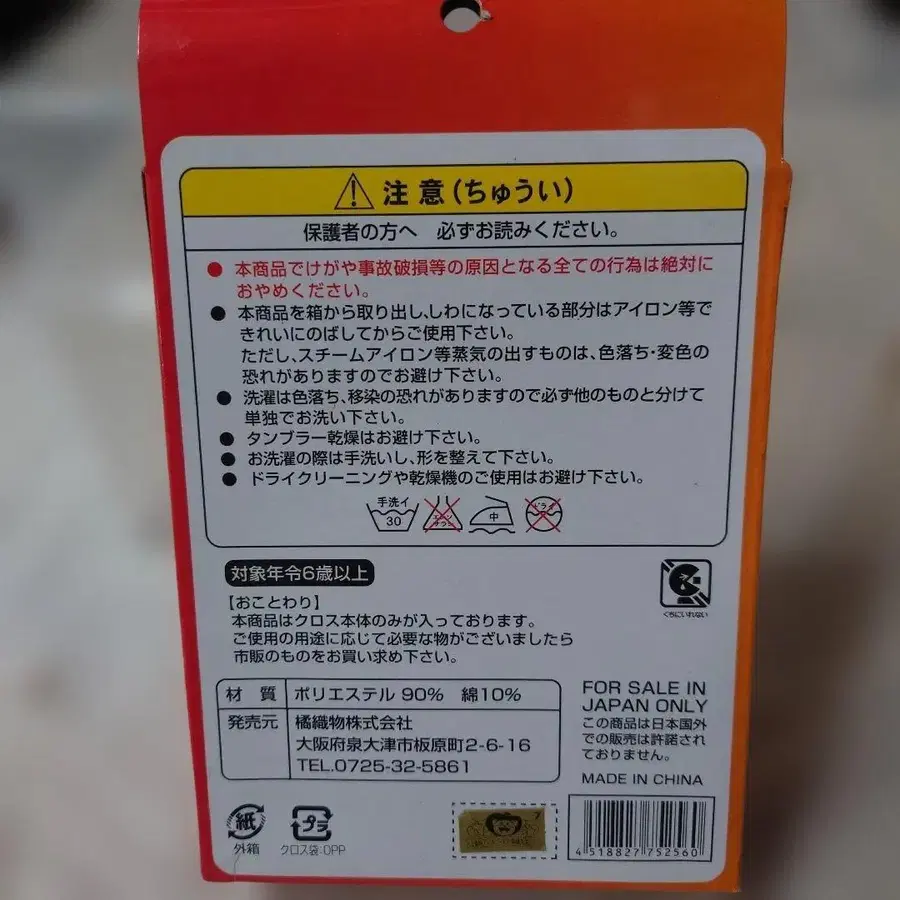 注意(ちゅうい)
保護者の方へ 必ずお読みください。
● 本商品でけがや事故破損等の原因となる全ての行為は絶対に
おやめください。
● 本商品を箱から取り出し、しわになっている部分はアイロン等で
きれいにのばしてからご使用下さい。
ただし、スチームアイロン等蒸気の出すものは、色落ち・変色の
恐れがありますのでお避け下さい。
● 洗濯は色落ち、移染の恐れがありますので必ず他のものと分けて
単独でお洗い下さい。
● タンブラー乾燥はお避け下さい。
● お洗濯の際は手洗いし、形を整えて下さい。
● ドライクリーニングや乾燥機のご使用はお避け下さい。
手洗イ
30
中
ドライ
対象年令6歳以上
くちにいれない
【おことわり】
本商品はクロス本体のみが入っております。
ご使用の用途に応じて必要な物がございましたら
市販のものをお買い求め下さい。
材質 ポリエステル 90% 綿10%
発売元 橘織物株式会社
大阪府泉大津市板原町2-6-16
TEL.0725-32-5861
FOR SALE IN
JAPAN ONLY
この商品は日本国外
での販売は許諾され
ておりません。
MADE IN CHINA
紙
外箱
プラ
クロス袋:OPP
4 518827 752560